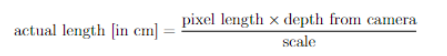 actual length [in cm] = pixel length × depth from camera / scale